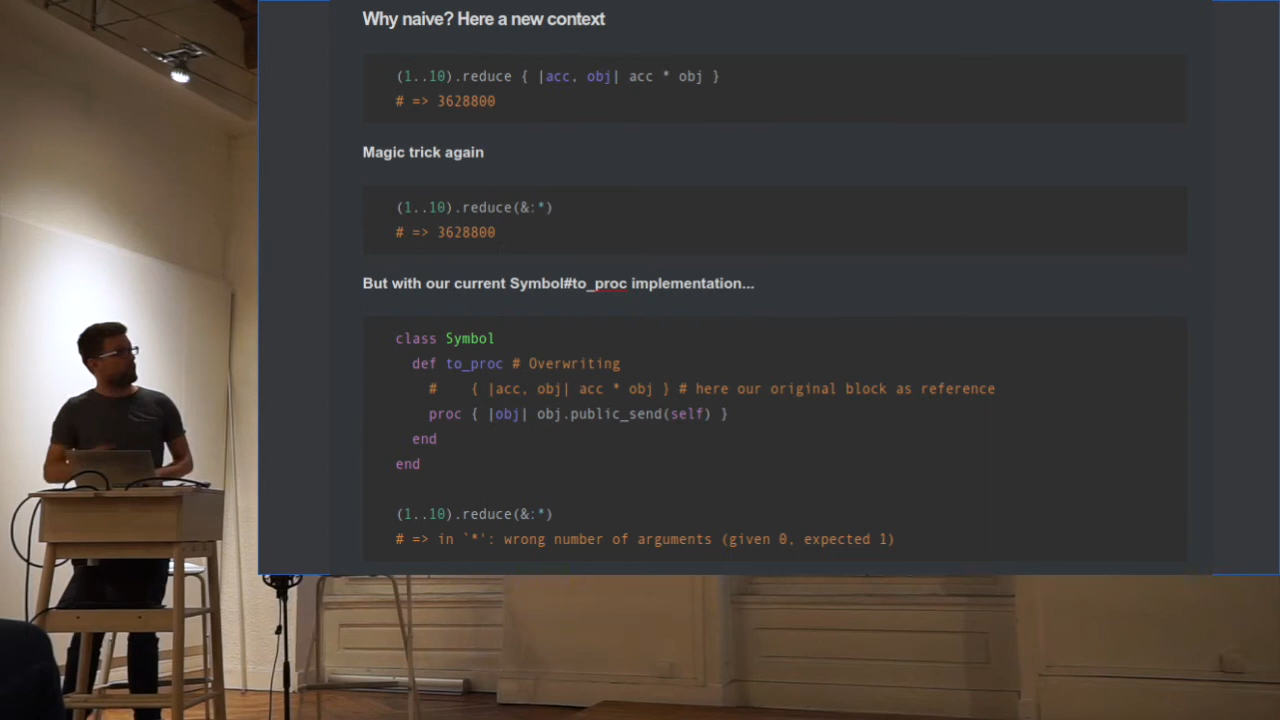 Why naive? Here a new context
(1..10).reduce { |acc, obj| acc * obj }
# => 3628800
Magic trick again
(1..10).reduce(&:*)
# => 3628800
But with our current Symbol#to_proc implementation...
class Symbol
def to_proc # Overwriting
# { |acc, obj| acc * obj } # here our original block as reference
proc { |obj| obj.public_send(self) }
end
end
(1..10).reduce(&:*)
# => in `*': wrong number of arguments (given 0, expected 1)